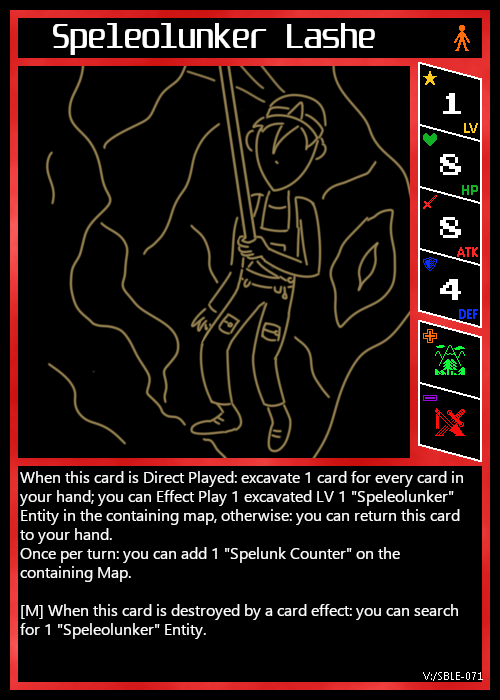 Speleolunker Lashe
1
LV
8
HP
8
ATK
4
DEF
When this card is Direct Played: excavate 1 card for every card in
your hand; you can Effect Play 1 excavated LV 1 "Speleolunker"
Entity in the containing map, otherwise: you can return this card
to your hand.
Once per turn: you can add 1 "Spelunk Counter" on the
containing Map.
[M] When this card is destroyed by a card effect: you can search
for 1 "Speleolunker" Entity.
V:/SBLE-071